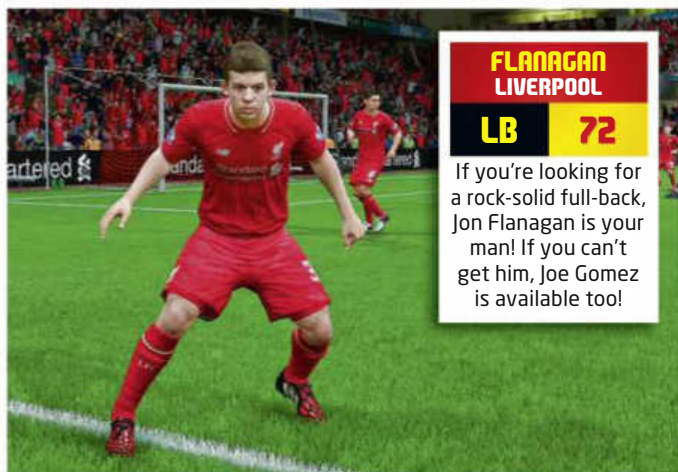 FLANAGAN
LIVERPOOL
LB 72
If you're looking for
a rock-solid full-back,
Jon Flanagan is your
man! If you can't
get him, Joe Gomez
is available too!
artered
Standard